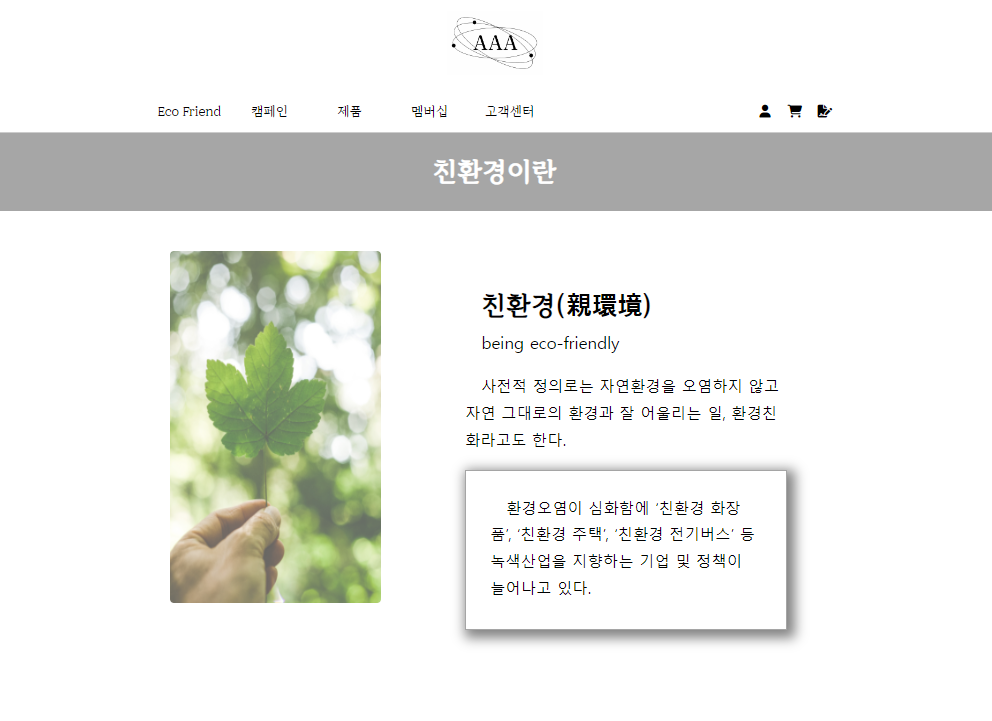 AAA
Eco Friend 캠페인 제품 멤버십 고객센터
친환경이란
친환경(親環境)
being eco-friendly
사전적 정의로는 자연환경을 오염하지 않고
자연 그대로의 환경과 잘 어울리는 일, 환경친
화라고도 한다.
환경오염이 심화함에 ‘친환경 화장
품’, ‘친환경 주택’, ‘친환경 전기버스’ 등
녹색산업을 지향하는 기업 및 정책이
늘어나고 있다.